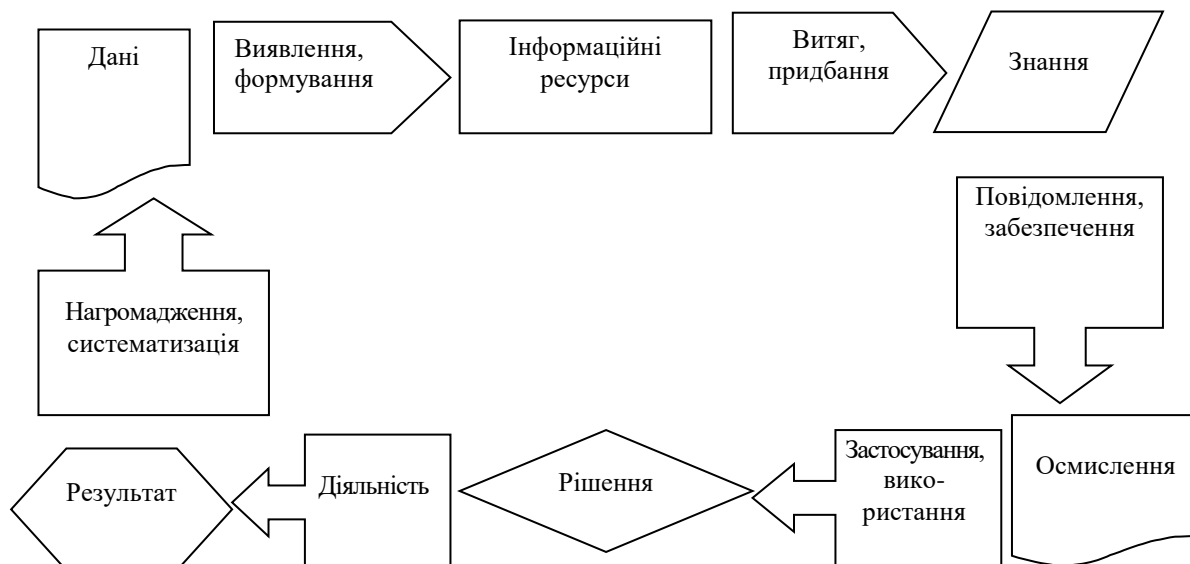 Дані
Виявлення,
формування
Інформаційні
ресурси
Витяг,
придбання
Знання
Повідомлення,
забезпечення
Нагромадження,
систематизація
Результат
Діяльність
Рішення
Застосування,
вико-
ристання
Осмислення